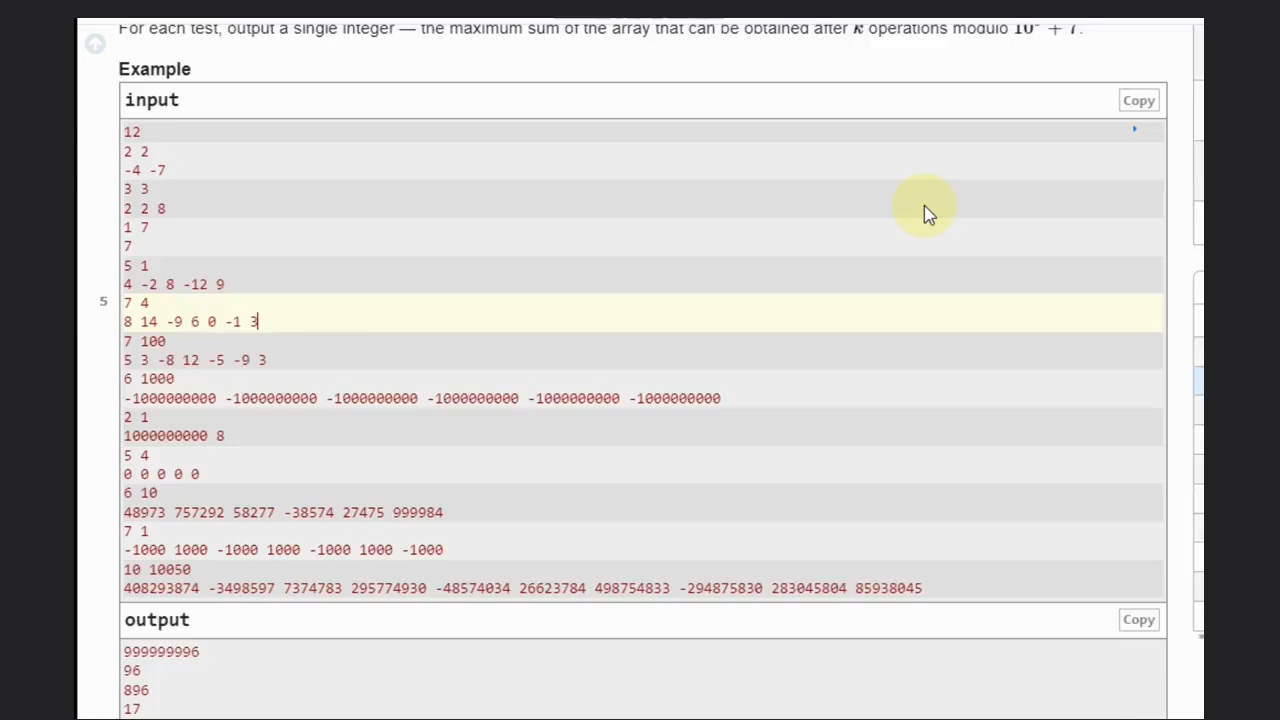 For each test, output a single integer — the maximum sum of the array that can be obtained after k operations modulo 10⁹ + 7.
Example
input
Copy
12
2 2
-4 -7
3 3
2 2 8
1 7
7
5 1
4 -2 8 -12 9
5
7 4
8 14 -9 6 0 -1 3
7 100
5 3 -8 12 -5 -9 3
6 1000
-1000000000 -1000000000 -1000000000 -1000000000 -1000000000 -1000000000
2 1
1000000000 8
5 4
0 0 0 0 0
6 10
48973 757292 58277 -38574 27475 999984
7 1
-1000 1000 -1000 1000 -1000 1000 -1000
10 10050
408293874 -3498597 7374783 295774930 -48574034 26623784 498754833 -294875830 283045804 85938045
output
Copy
999999996
96
896
17